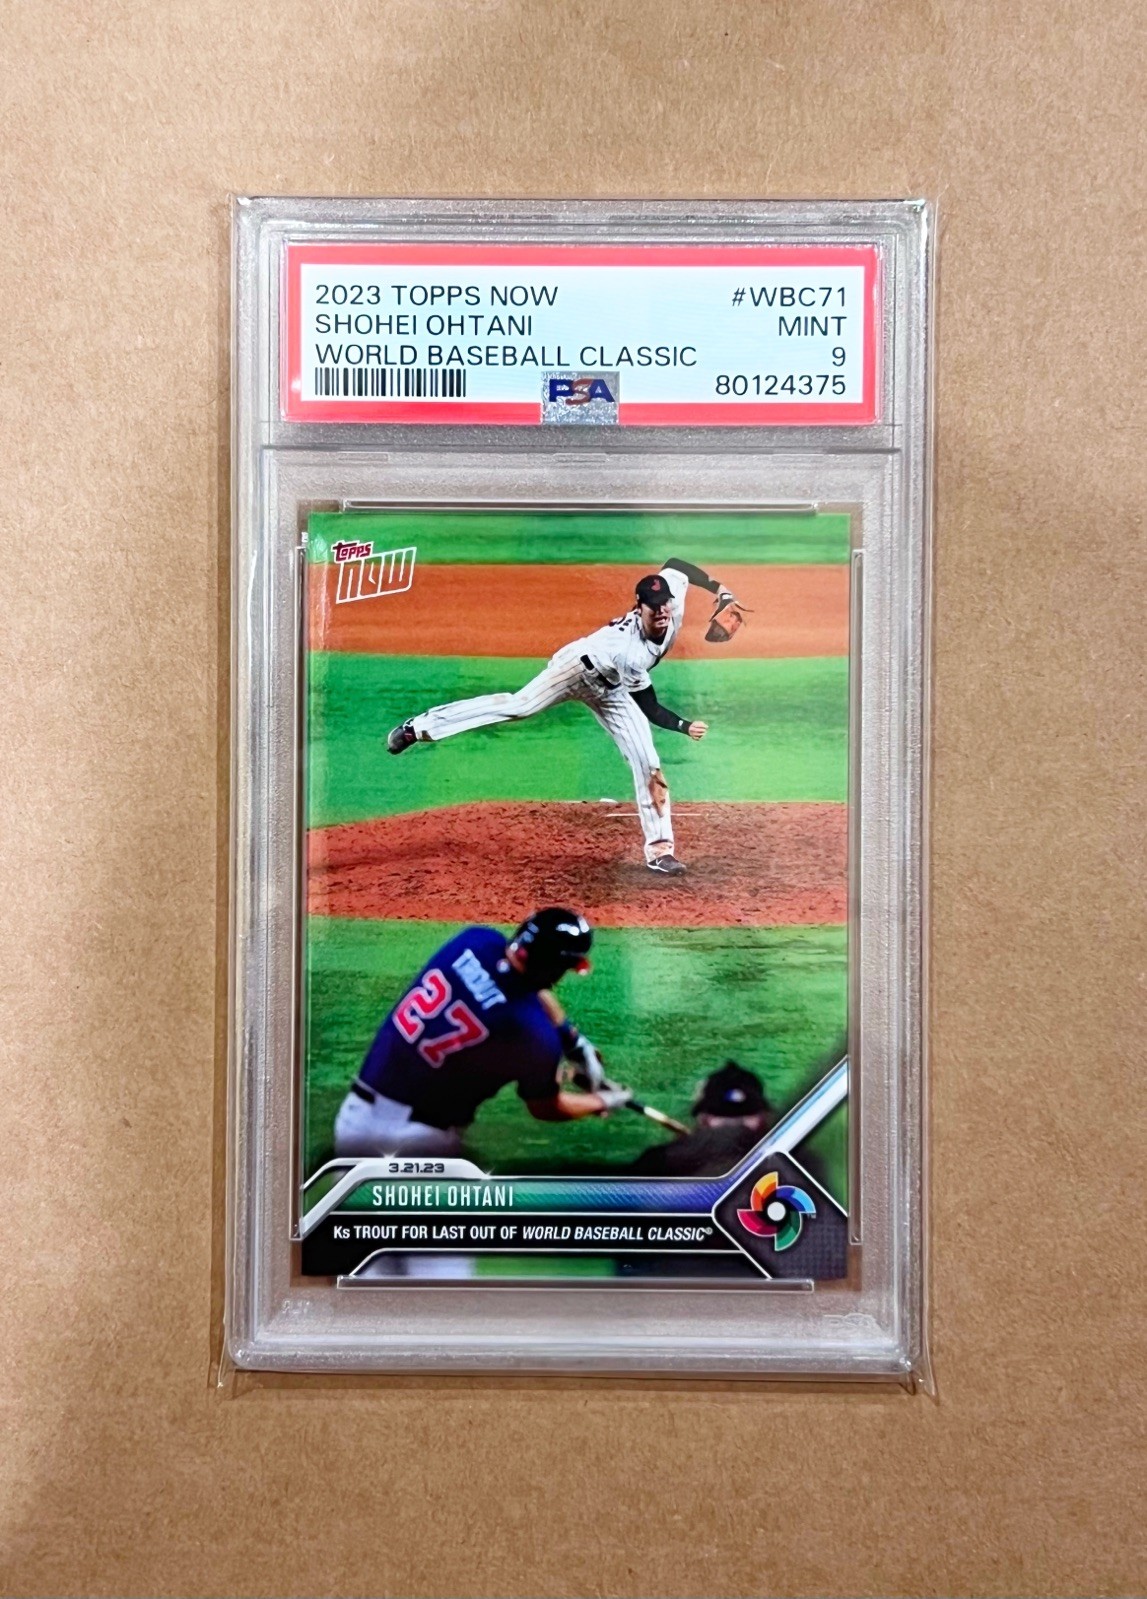 2023 TOPPS NOW #WBC71
SHOHEI OHTANI MINT
WORLD BASEBALL CLASSIC 9
PSA 80124375
topps
NOW
TROUT
27
3.21.23
SHOHEI OHTANI
Ks TROUT FOR LAST OUT OF WORLD BASEBALL CLASSIC®